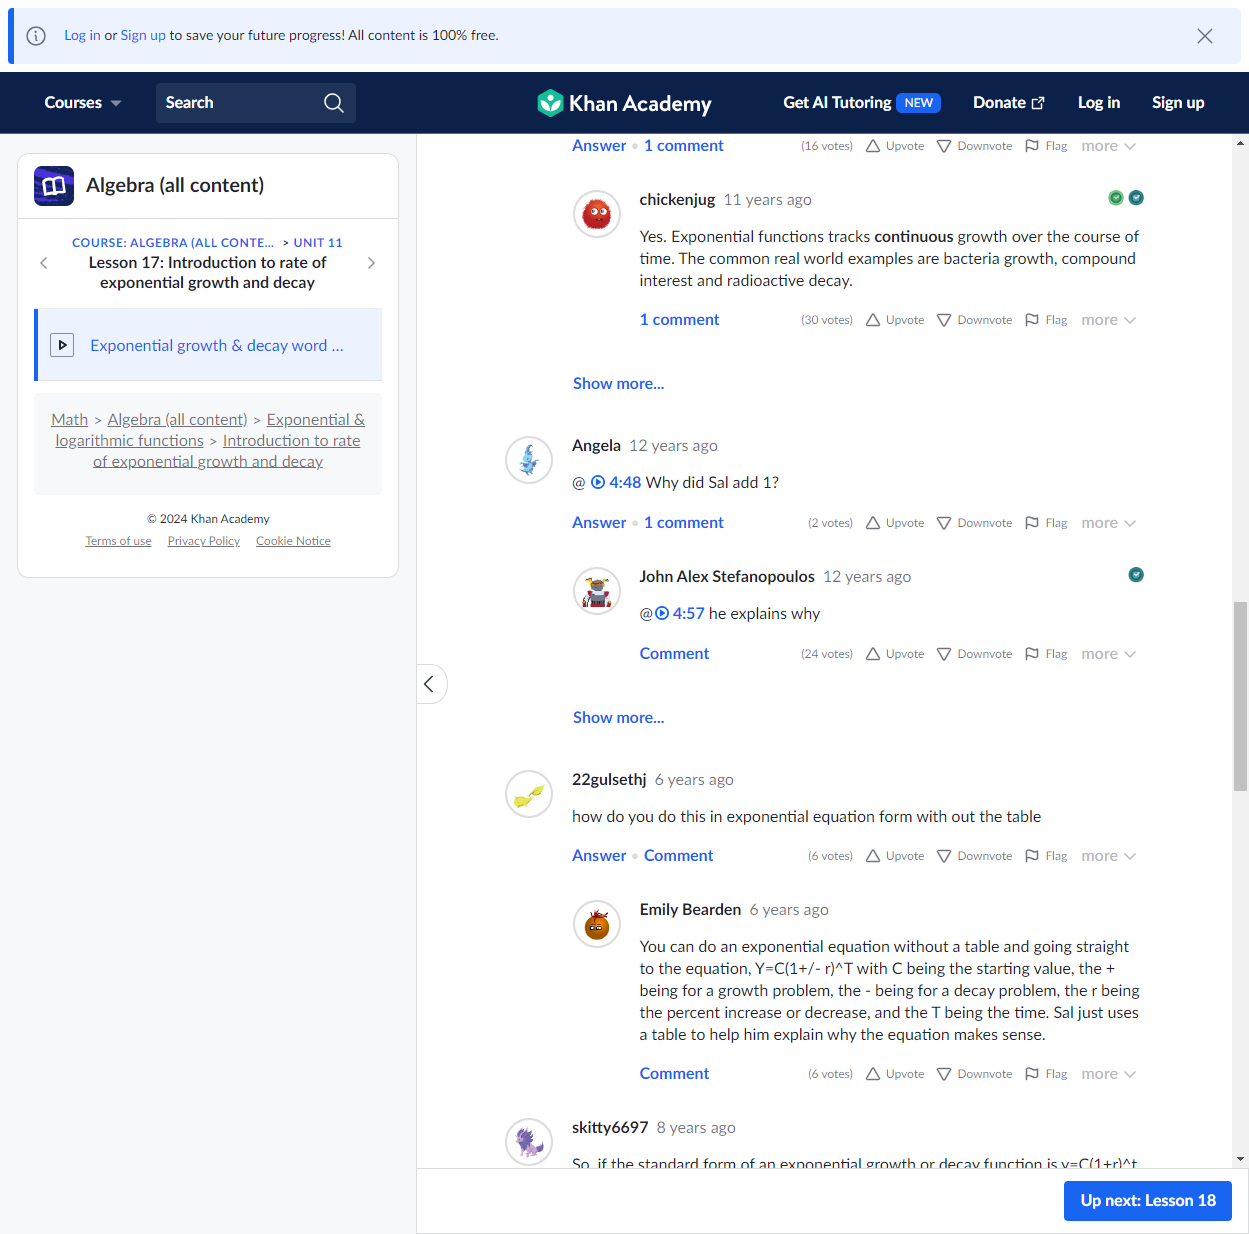 Log in or Sign up to save your future progress! All content is 100% free.
Courses
Search
Khan Academy
Get AI Tutoring NEW
Donate
Log in
Sign up
Algebra (all content)
COURSE: ALGEBRA (ALL CONTE... > UNIT 11
Lesson 17: Introduction to rate of
exponential growth and decay
Exponential growth & decay word ...
Math > Algebra (all content) > Exponential &
logarithmic functions > Introduction to rate
of exponential growth and decay
© 2024 Khan Academy
Terms of use Privacy Policy Cookie Notice
Answer • 1 comment (16 votes) Upvote Downvote Flag more
chickenjug 11 years ago
Yes. Exponential functions tracks continuous growth over the course of
time. The common real world examples are bacteria growth, compound
interest and radioactive decay.
1 comment (30 votes) Upvote Downvote Flag more
Show more...
Angela 12 years ago
@ 4:48 Why did Sal add 1?
Answer • 1 comment (2 votes) Upvote Downvote Flag more
John Alex Stefanopoulos 12 years ago
@ 4:57 he explains why
Comment (24 votes) Upvote Downvote Flag more
Show more...
22gulsethj 6 years ago
how do you do this in exponential equation form with out the table
Answer • Comment (6 votes) Upvote Downvote Flag more
Emily Bearden 6 years ago
You can do an exponential equation without a table and going straight
to the equation, Y=C(1+/- r)^T with C being the starting value, the +
being for a growth problem, the - being for a decay problem, the r being
the percent increase or decrease, and the T being the time. Sal just uses
a table to help him explain why the equation makes sense.
Comment (6 votes) Upvote Downvote Flag more
skitty6697 8 years ago
So, if the standard form of an exponential growth or decay function is y=C(1+r)^t
Up next: Lesson 18